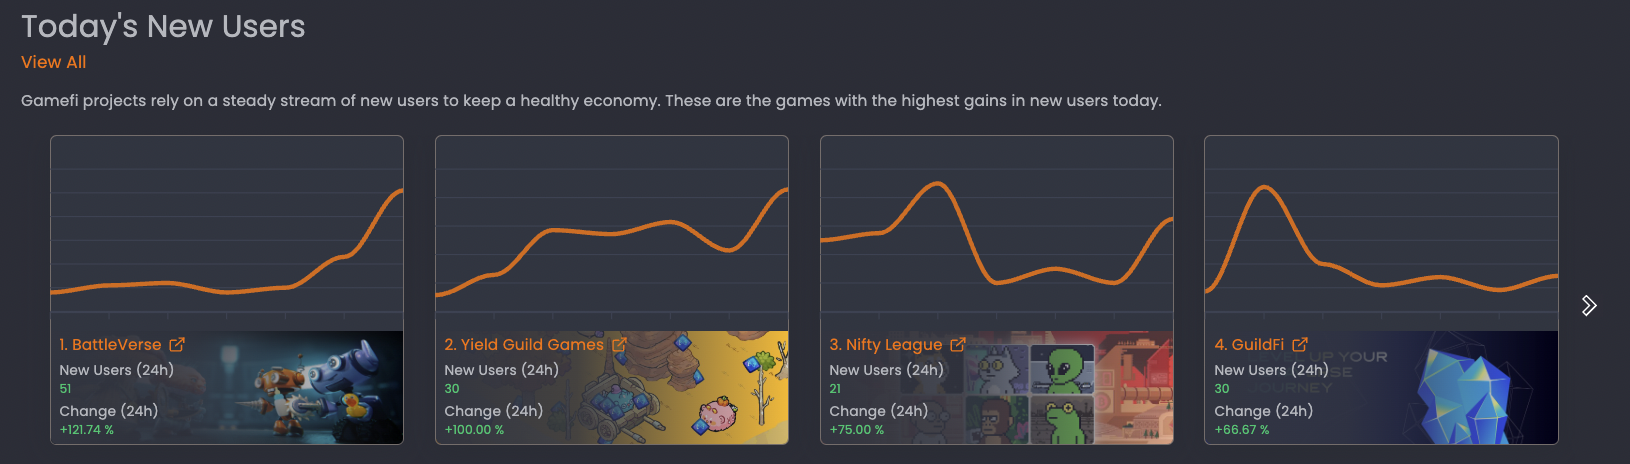 Today's New Users
View All
Gamefi projects rely on a steady stream of new users to keep a healthy economy. These are the games with the highest gains in new users today.
1. BattleVerse
New Users (24h)
51
Change (24h)
+121.74 %
2. Yield Guild Games
New Users (24h)
30
Change (24h)
+100.00 %
3. Nifty League
New Users (24h)
21
Change (24h)
+75.00 %
4. GuildFi
UP YOUR
New Users (24h)
30
JOURNEY
Change (24h)
+66.67 %